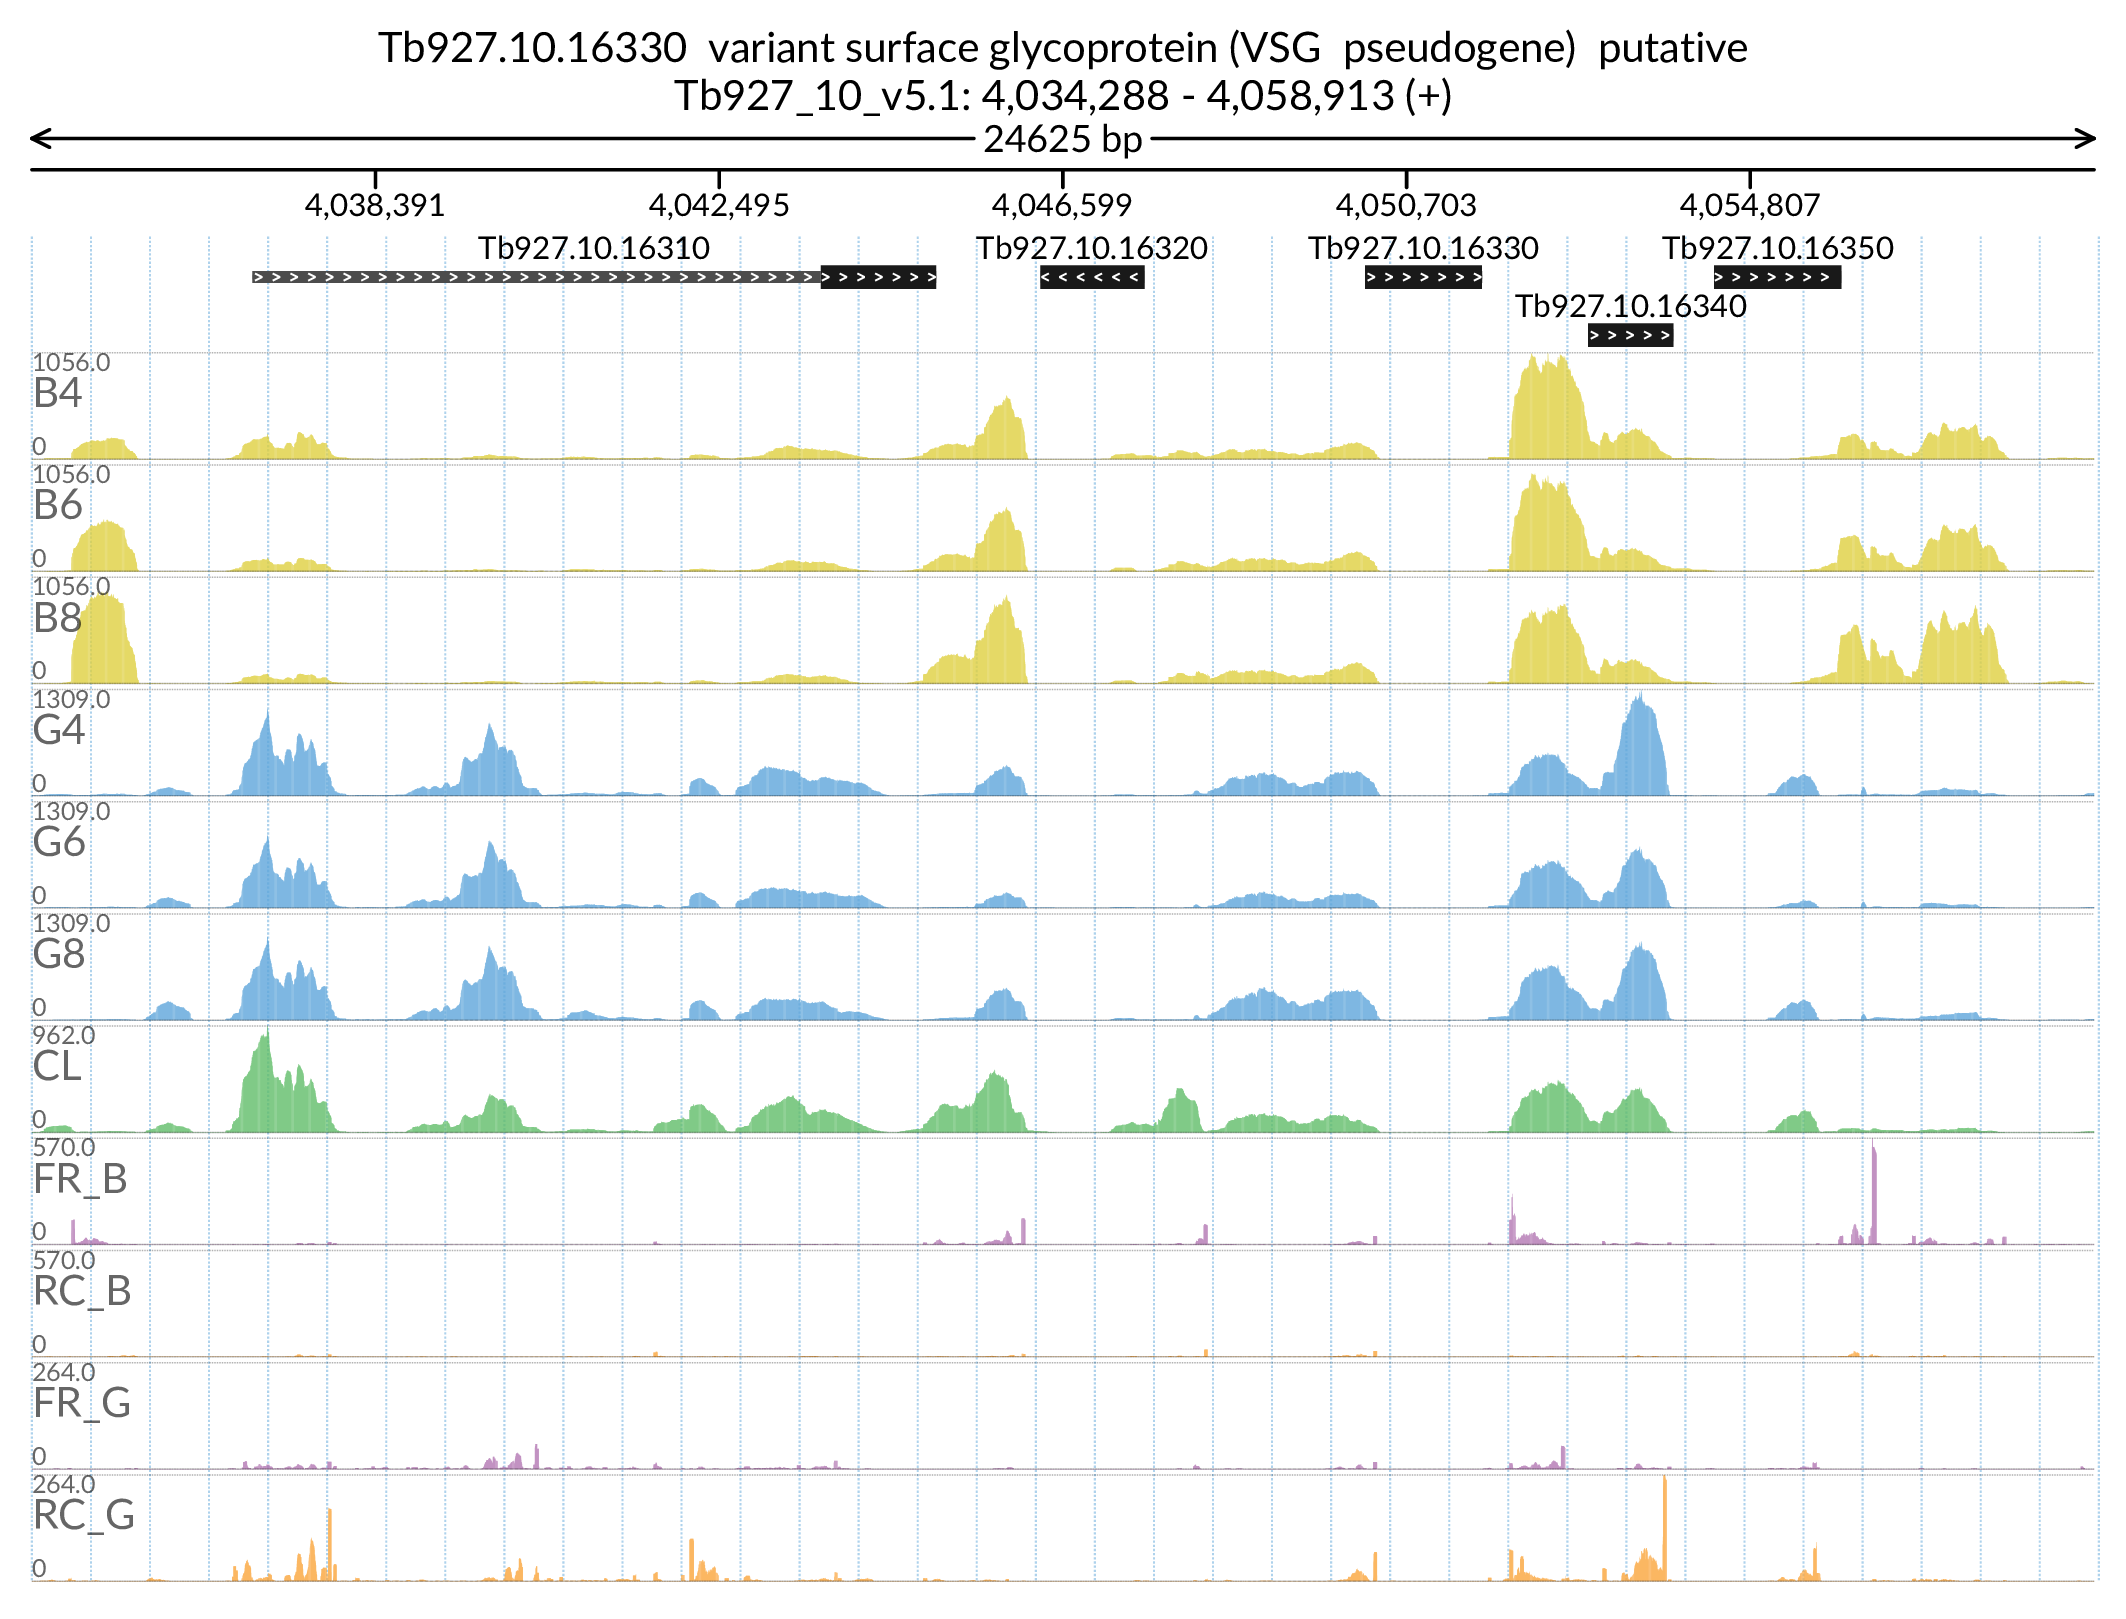 Tb927.10.16330 variant surface glycoprotein (VSG pseudogene) putative
Tb927_10_v5.1: 4,034,288 - 4,058,913 (+)
24625 bp
4,038,391 4,042,495 4,046,599 4,050,703 4,054,807
Tb927.10.16310 Tb927.10.16320 Tb927.10.16330 Tb927.10.16350
Tb927.10.16340
1056.0
B4
0
1056.0
B6
0
1056.0
B8
0
1309.0
G4
0
1309.0
G6
0
1309.0
G8
0
962.0
CL
0
570.0
FR_B
0
570.0
RC_B
0
264.0
FR_G
0
264.0
RC_G
0